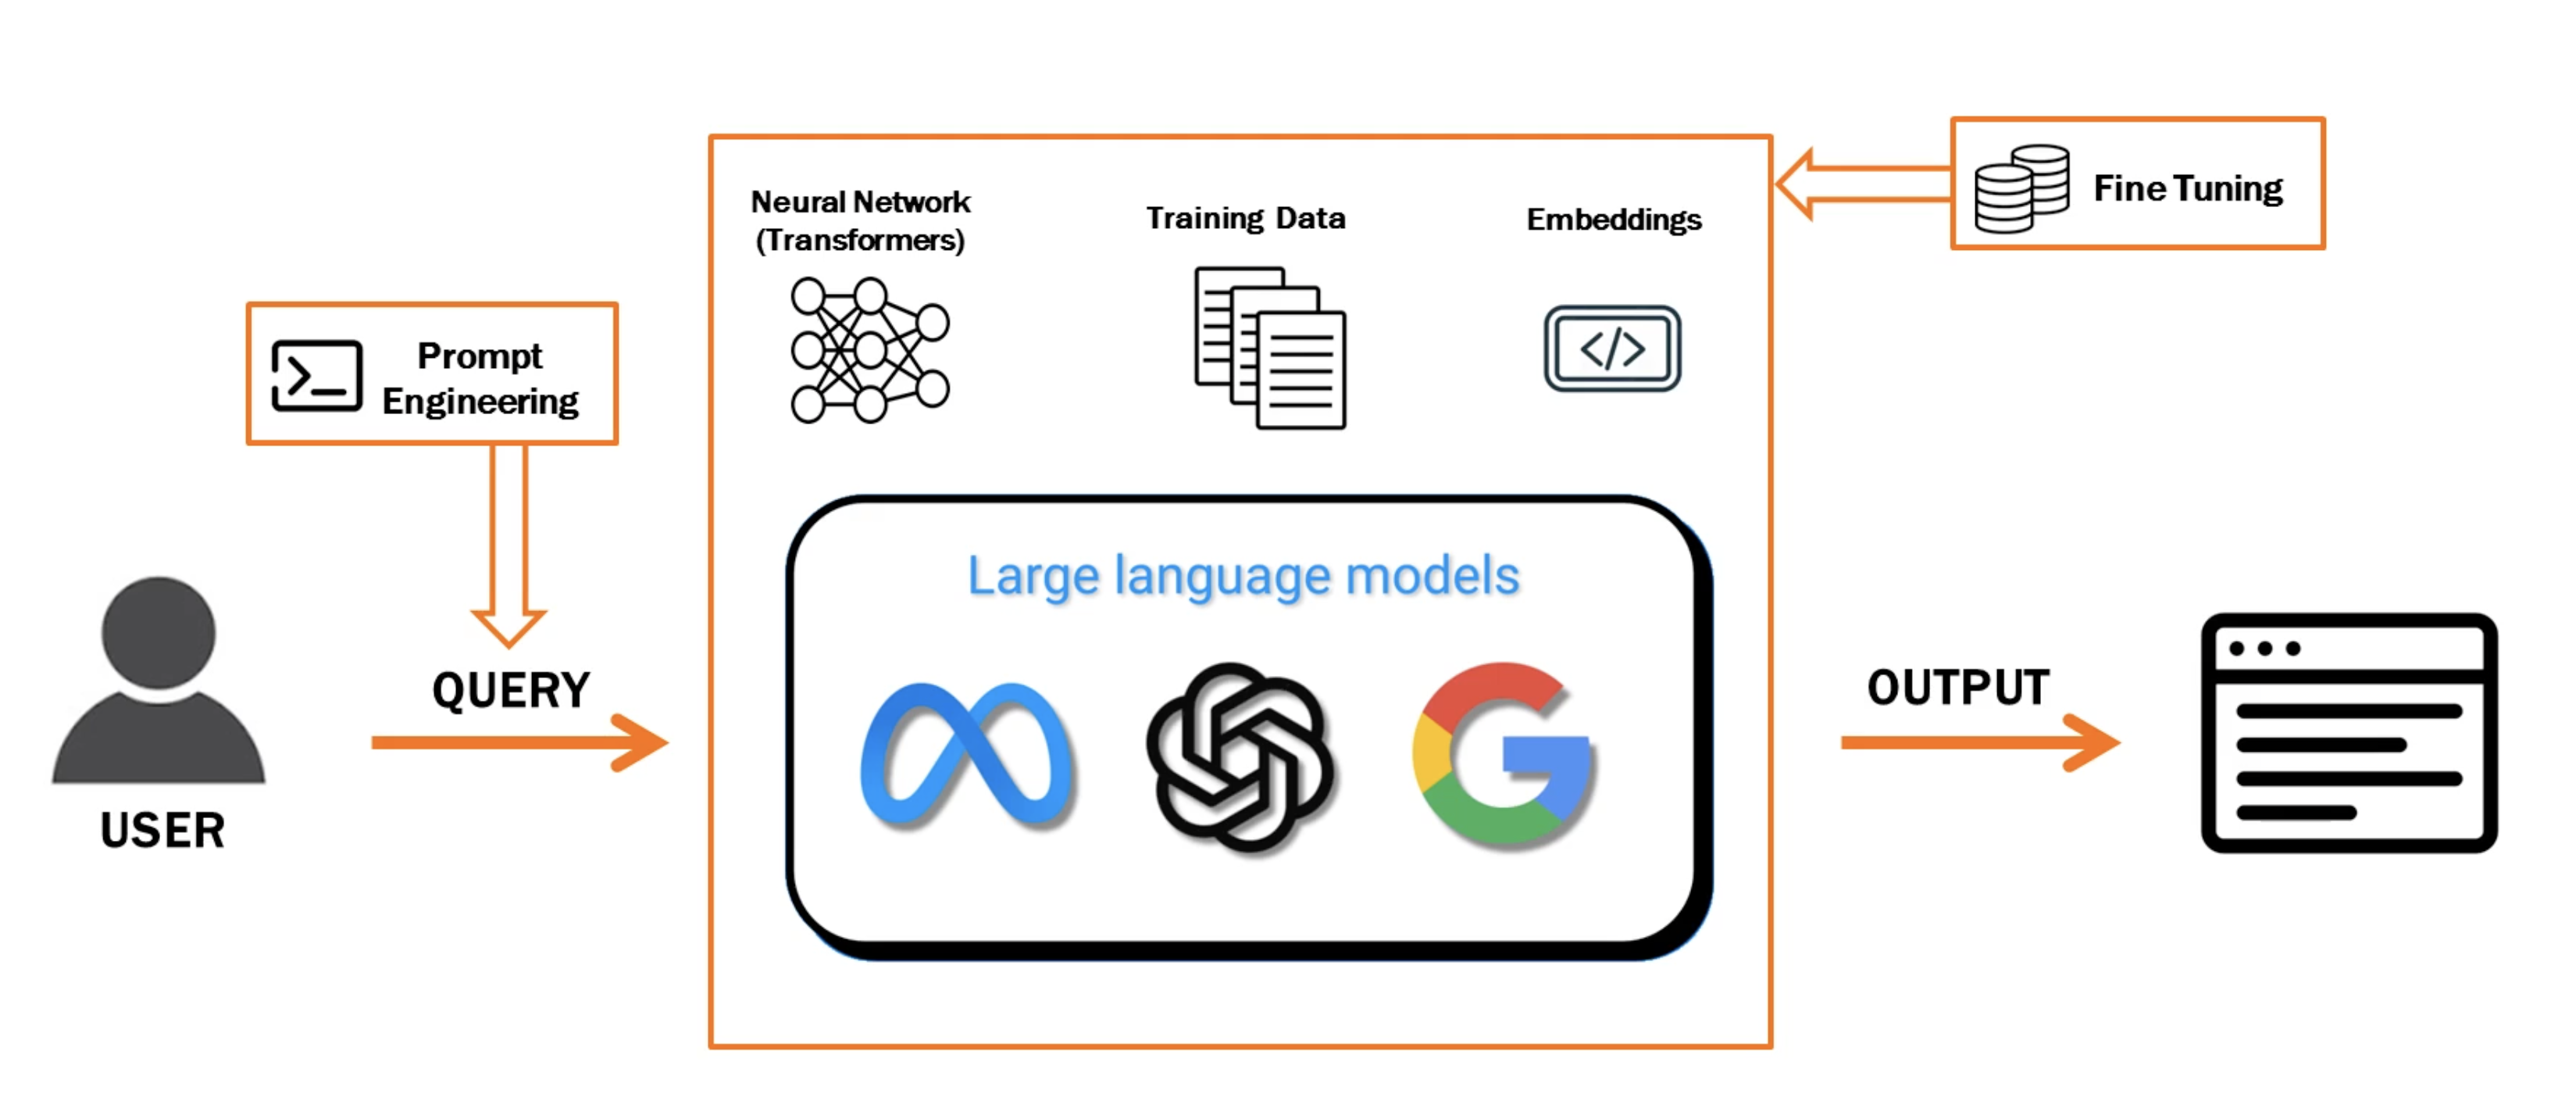 Neural Network
(Transformers)
Training Data
Embeddings
Fine Tuning
Prompt
Engineering
Large language models
QUERY
OUTPUT
USER